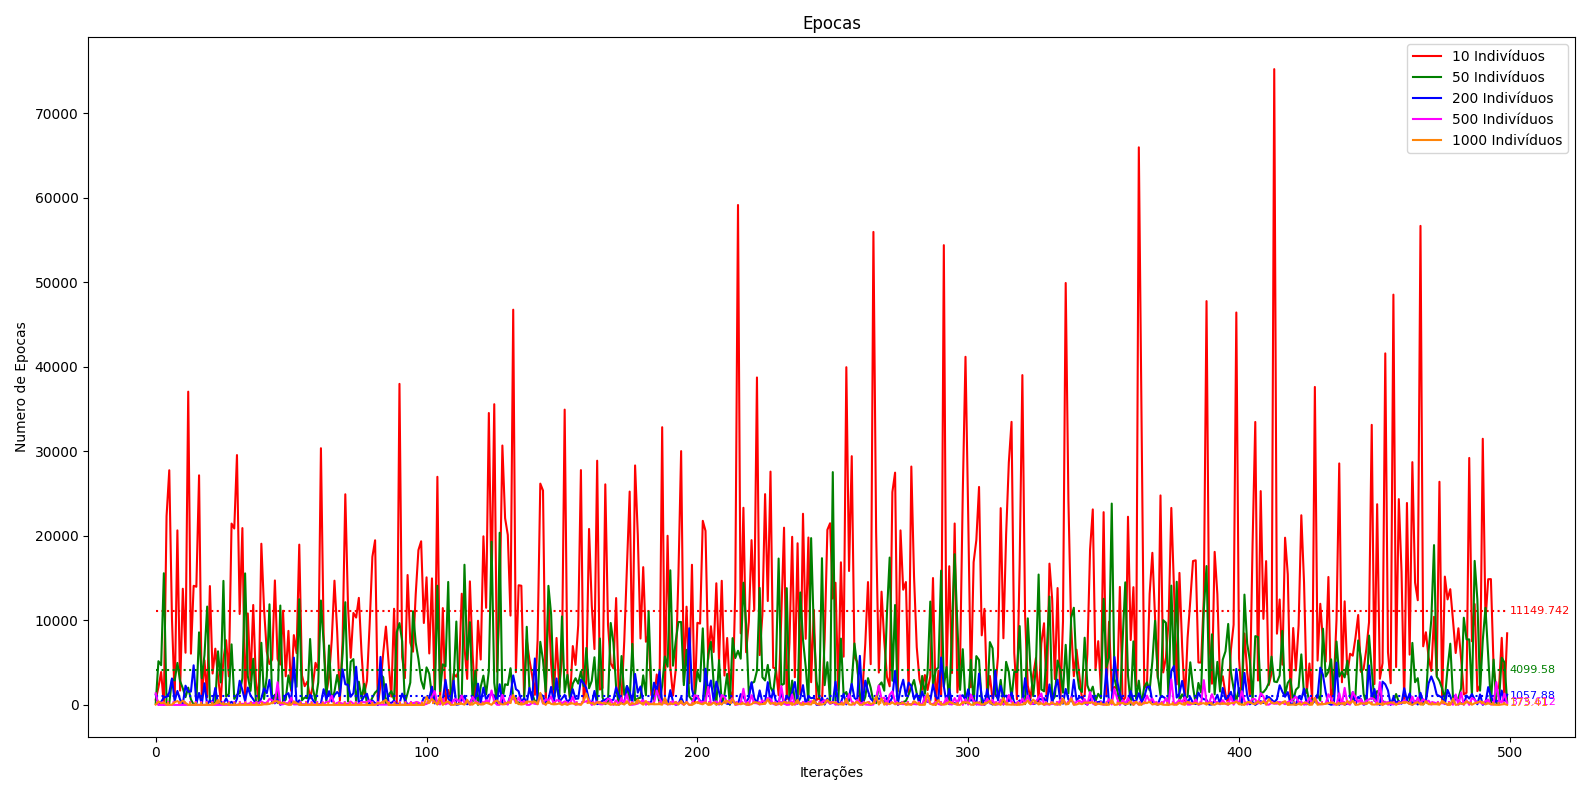 Epocas
10 Indivíduos
50 Indivíduos
200 Indivíduos
500 Indivíduos
1000 Indivíduos
Numero de Epocas
70000
60000
50000
40000
30000
20000
10000
0
11149.742
4099.58
1057.88
0 100 200 300 400 500
Iterações